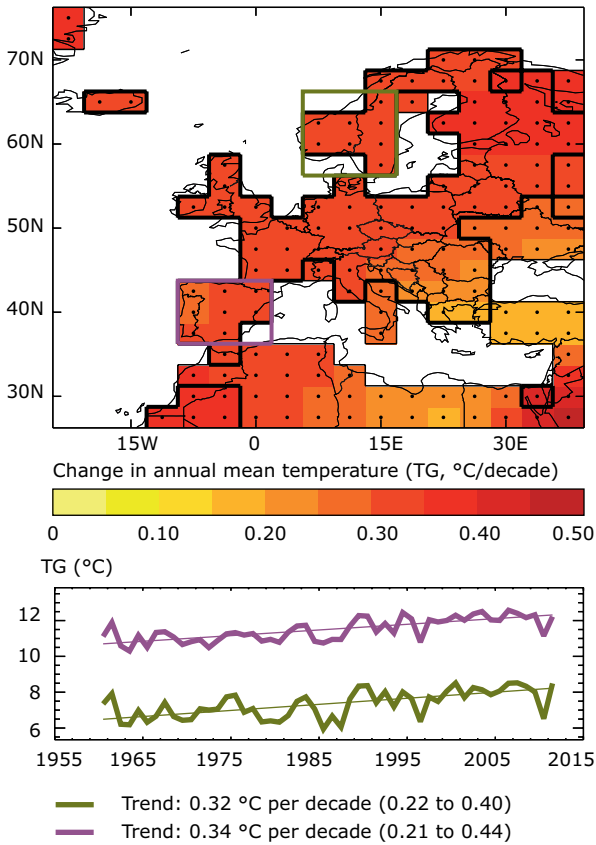 70N
60N
50N
40N
30N
15W 0 15E 30E
Change in annual mean temperature (TG, °C/decade)
0 0.10 0.20 0.30 0.40 0.50
TG (°C)
12
10
8
6
1955 1965 1975 1985 1995 2005 2015
Trend: 0.32 °C per decade (0.22 to 0.40)
Trend: 0.34 °C per decade (0.21 to 0.44)